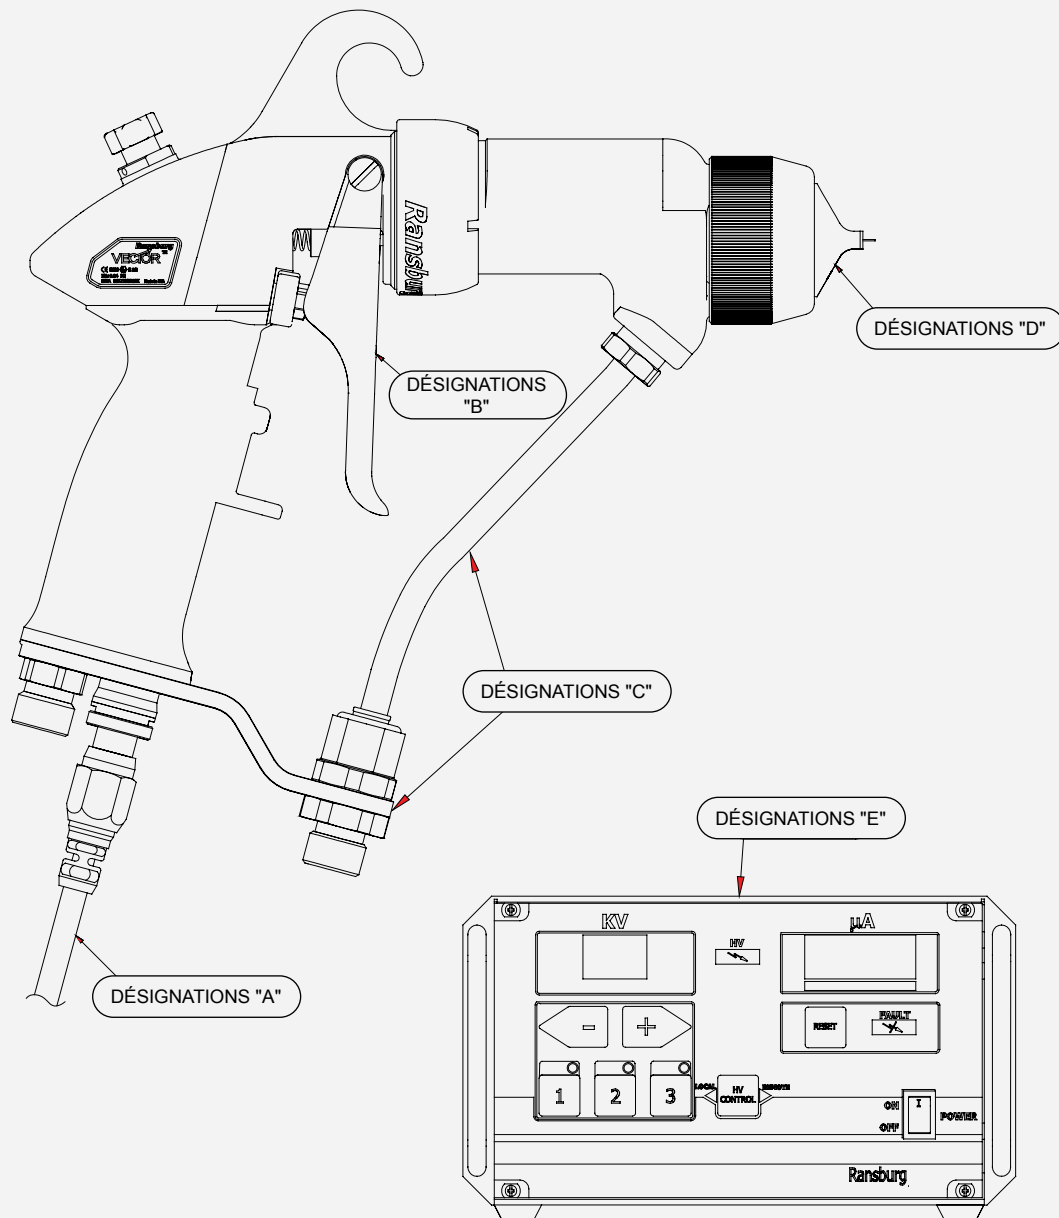 Ransburg
VECTOR
Ransburg
DÉSIGNATIONS "D"
DÉSIGNATIONS
"B"
DÉSIGNATIONS "C"
DÉSIGNATIONS "E"
DÉSIGNATIONS "A"
KV
HV
µA
RESET
FAULT
- +
1 2 3
LOCAL
HV
CONTROL
REMOTE
ON
I
POWER
OFF
Ransburg